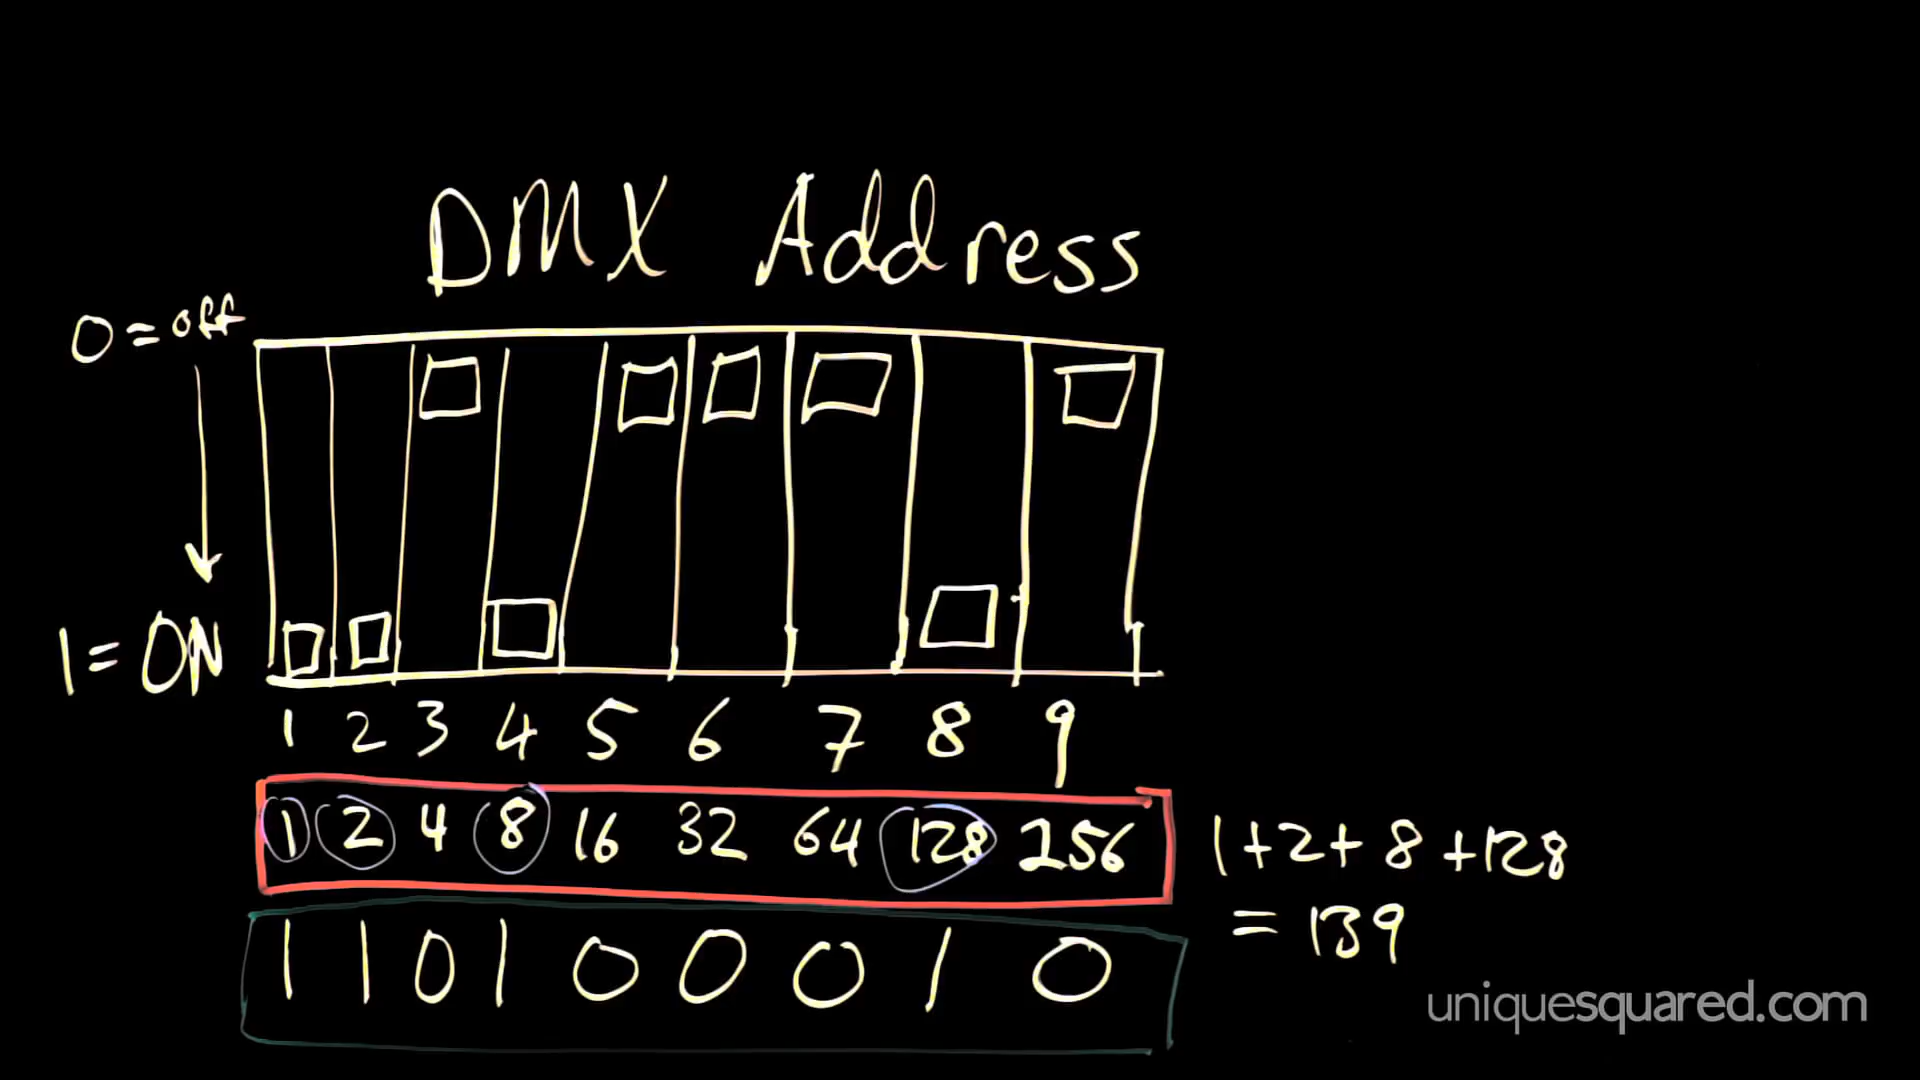 DMX Address
0 = off
1 = ON
1 2 3 4 5 6 7 8 9
1 2 4 8 16 32 64 128 256
1+2+ 8 +128
= 139
1 1 0 1 0 0 0 1 0
uniquesquared.com